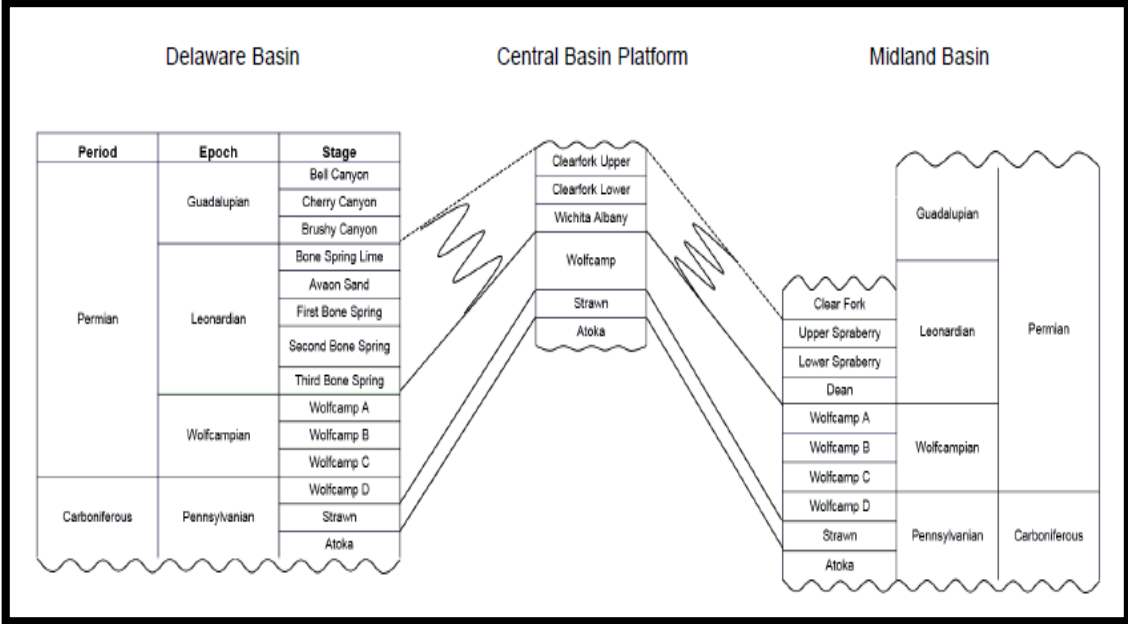 Delaware Basin
Central Basin Platform
Midland Basin
Period
Epoch
Stage
Permian
Guadalupian
Bell Canyon
Cherry Canyon
Brushy Canyon
Leonardian
Bone Spring Lime
Avaon Sand
First Bone Spring
Second Bone Spring
Third Bone Spring
Wolfcampian
Wolfcamp A
Wolfcamp B
Wolfcamp C
Carboniferous
Pennsylvanian
Wolfcamp D
Strawn
Atoka
Clearfork Upper
Clearfork Lower
Wichita Albany
Wolfcamp
Strawn
Atoka
Clear Fork
Upper Spraberry
Lower Spraberry
Dean
Wolfcamp A
Wolfcamp B
Wolfcamp C
Wolfcamp D
Strawn
Atoka
Guadalupian
Leonardian
Wolfcampian
Pennsylvanian
Permian
Carboniferous